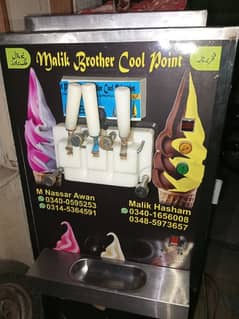 Malik Brother Cool Point
M Nassar Awan
0340-0595253
0314-5364591
Malik Hasham
0340-1656008
0348-5973657